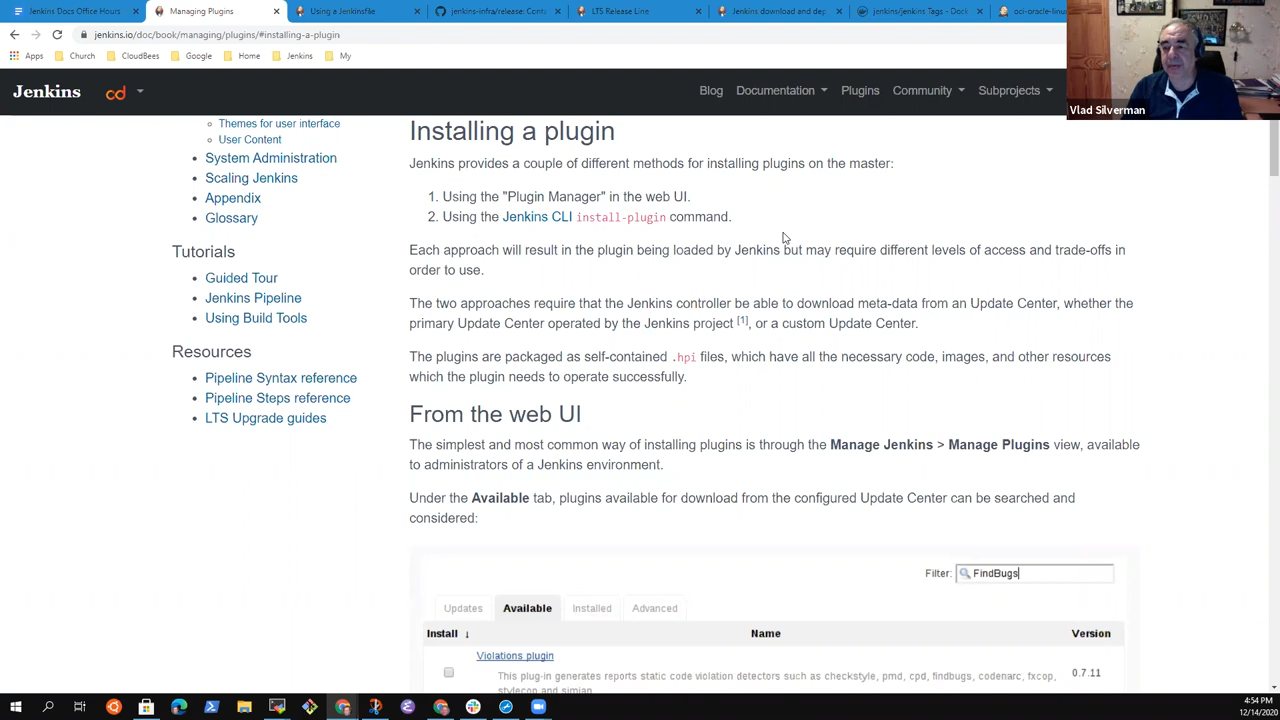 Jenkins Docs Office Hours
Managing Plugins
Using a Jenkinsfile
jenkins-infra/release: Conta
LTS Release Line
Jenkins download and dep
jenkins/jenkins Tags - Dock
oci-oracle-linu
jenkins.io/doc/book/managing/plugins/#installing-a-plugin
Apps
Church
CloudBees
Google
Home
Jenkins
My
Vlad Silverman
Jenkins
cd
Blog
Documentation
Plugins
Community
Subprojects
Themes for user interface
User Content
System Administration
Scaling Jenkins
Appendix
Glossary
Tutorials
Guided Tour
Jenkins Pipeline
Using Build Tools
Resources
Pipeline Syntax reference
Pipeline Steps reference
LTS Upgrade guides
Installing a plugin
Jenkins provides a couple of different methods for installing plugins on the master:
1. Using the "Plugin Manager" in the web UI.
2. Using the Jenkins CLI install-plugin command.
Each approach will result in the plugin being loaded by Jenkins but may require different levels of access and trade-offs in
order to use.
The two approaches require that the Jenkins controller be able to download meta-data from an Update Center, whether the
primary Update Center operated by the Jenkins project [1], or a custom Update Center.
The plugins are packaged as self-contained .hpi files, which have all the necessary code, images, and other resources
which the plugin needs to operate successfully.
From the web UI
The simplest and most common way of installing plugins is through the Manage Jenkins > Manage Plugins view, available
to administrators of a Jenkins environment.
Under the Available tab, plugins available for download from the configured Update Center can be searched and
considered:
Filter: FindBugs
Updates
Available
Installed
Advanced
Install ↓
Name
Version
Violations plugin
This plug-in generates reports static code violation detectors such as checkstyle, pmd, cpd, findbugs, codenarc, fxcop,
stylecop and simian.
0.7.11
4:54 PM
12/14/2020